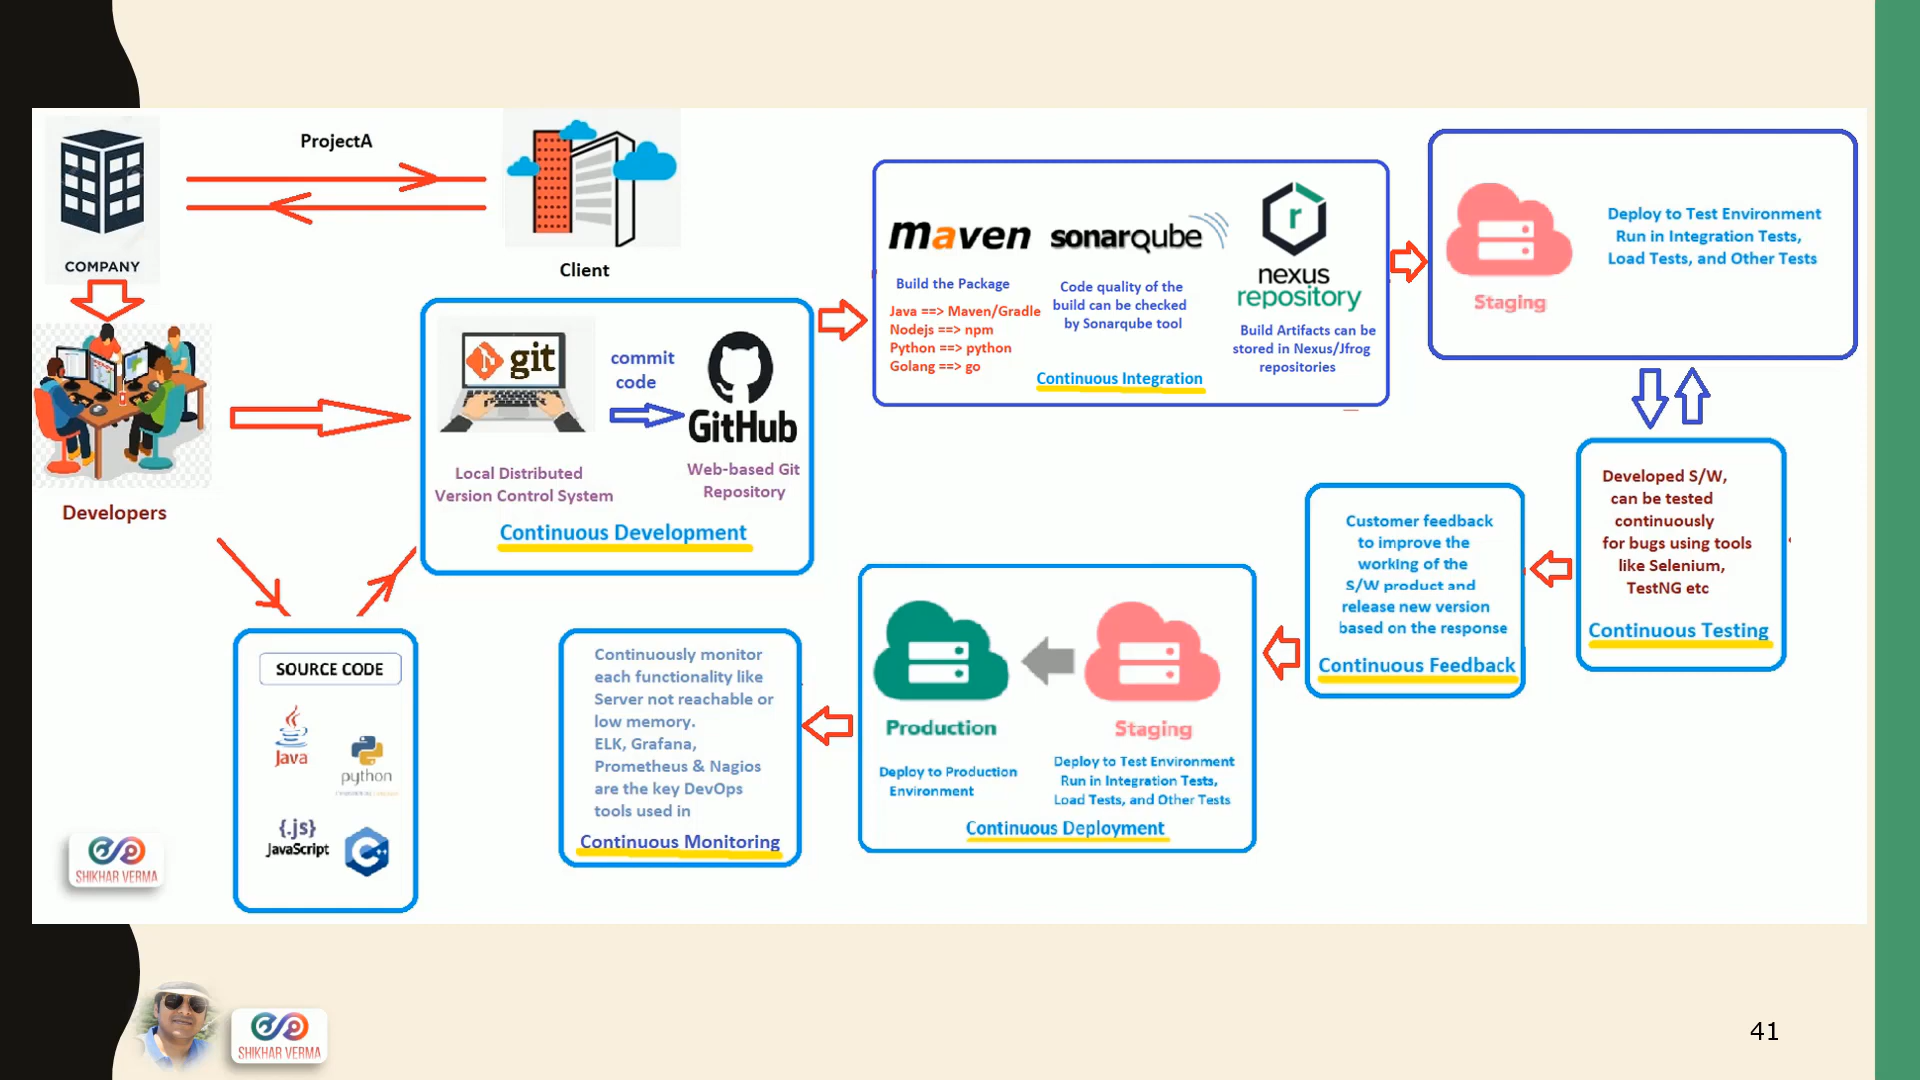 ProjectA
COMPANY
Client
Developers
git
commit
code
GitHub
Local Distributed
Version Control System
Web-based Git
Repository
Continuous Development
SOURCE CODE
Java
python
{.js}
JavaScript
C++
maven
Build the Package
Java ==> Maven/Gradle
Nodejs ==> npm
Python ==> python
Golang ==> go
sonarqube
Code quality of the
build can be checked
by Sonarqube tool
r
nexus
repository
Build Artifacts can be
stored in Nexus/Jfrog
repositories
Continuous Integration
Staging
Deploy to Test Environment
Run in Integration Tests,
Load Tests, and Other Tests
Developed S/W,
can be tested
continuously
for bugs using tools
like Selenium,
TestNG etc
Continuous Testing
Customer feedback
to improve the
working of the
S/W product and
release new version
based on the response
Continuous Feedback
Production
Deploy to Production
Environment
Staging
Deploy to Test Environment
Run in Integration Tests,
Load Tests, and Other Tests
Continuous Deployment
Continuously monitor
each functionality like
Server not reachable or
low memory.
ELK, Grafana,
Prometheus & Nagios
are the key DevOps
tools used in
Continuous Monitoring
SHIKHAR VERMA
SHIKHAR VERMA
41